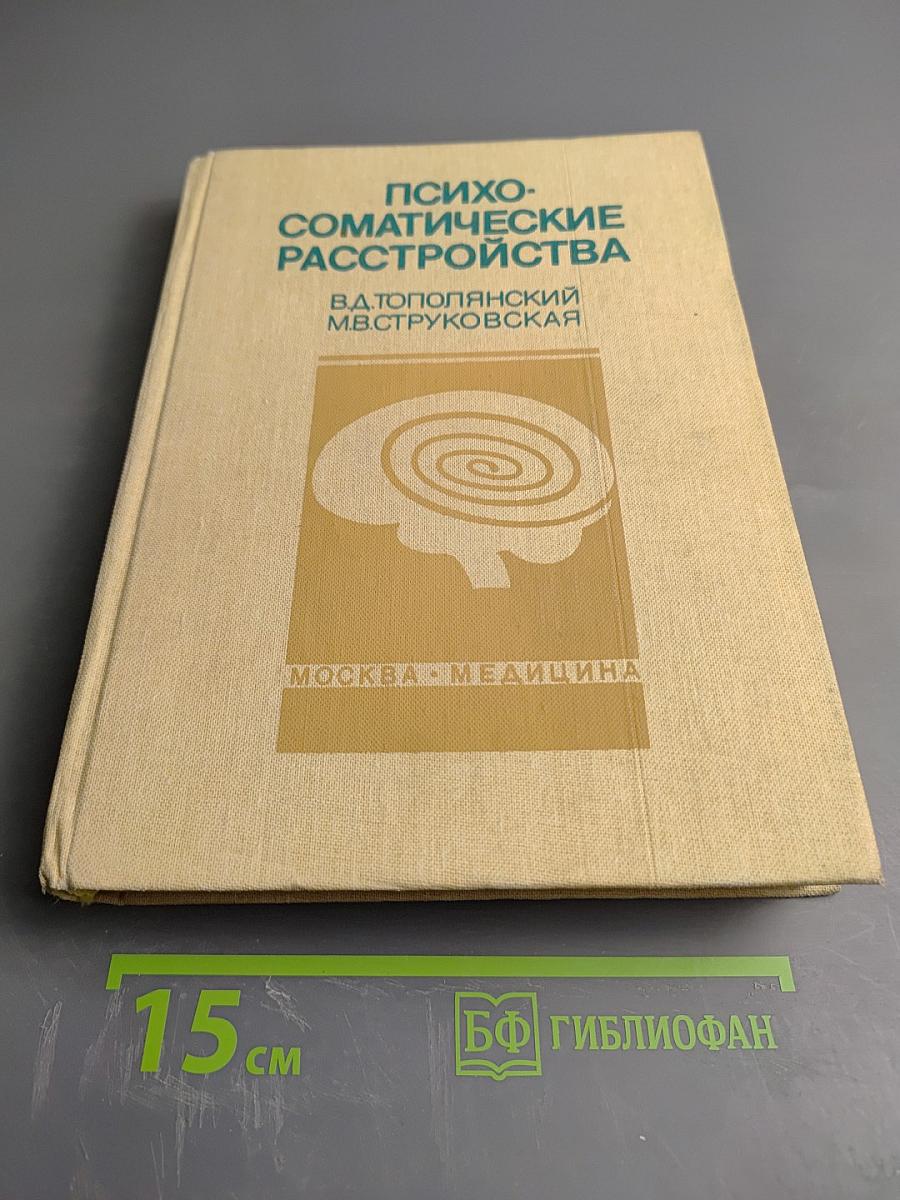 ПСИХО-
СОМАТИЧЕСКИЕ
РАССТРОЙСТВА
В.Д.ТОПОЛЯНСКИЙ
М.В.СТРУКОВСКАЯ
МОСКВА · МЕДИЦИНА
15 см
БФ ГИБЛИОФАН